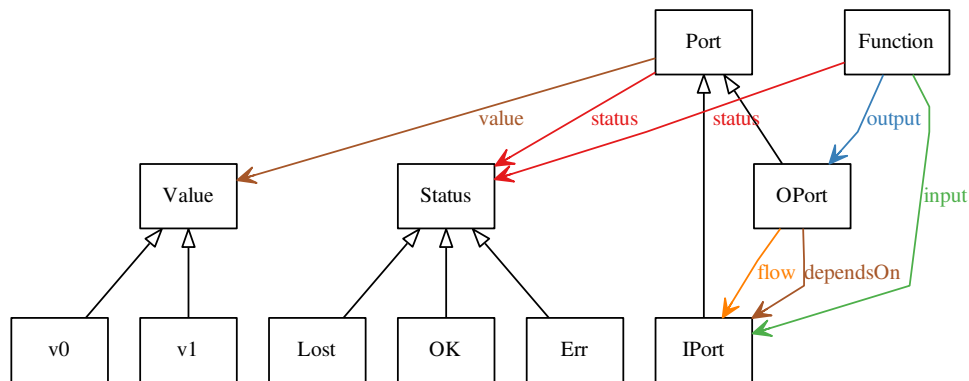 Port
Function
value
status
status
output
Value
Status
OPort
input
flow
dependsOn
v0
v1
Lost
OK
Err
IPort